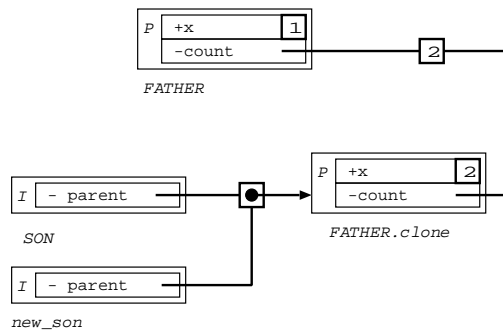 P +x 1
-count 2
FATHER
P +x 2
I - parent -count
SON FATHER.clone
I - parent
new_son